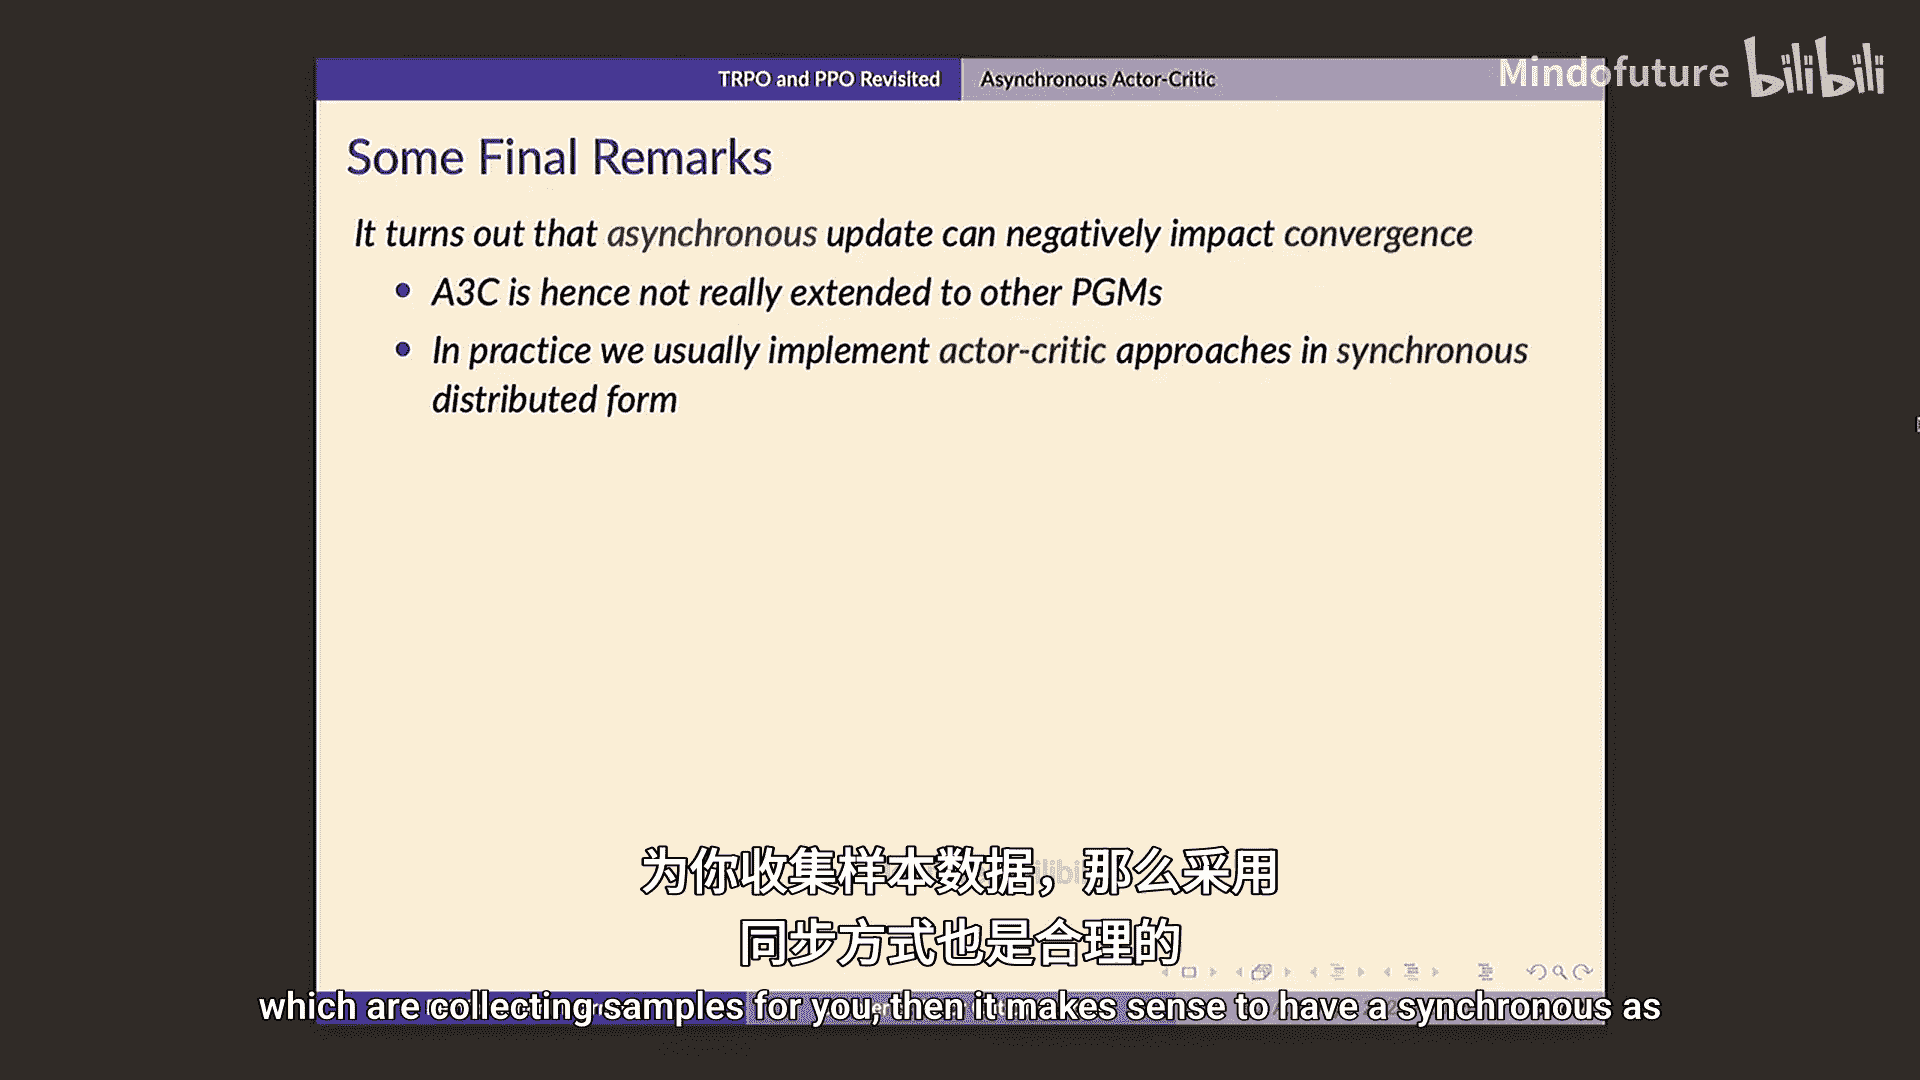 TRPO and PPO Revisited
Asynchronous Actor-Critic
Mindofuture bilibili
Some Final Remarks
It turns out that asynchronous update can negatively impact convergence
• A3C is hence not really extended to other PGMs
• In practice we usually implement actor-critic approaches in synchronous
distributed form
为你收集样本数据，那么采用
同步方式也是合理的
which are collecting samples for you, then it makes sense to have a synchronous as